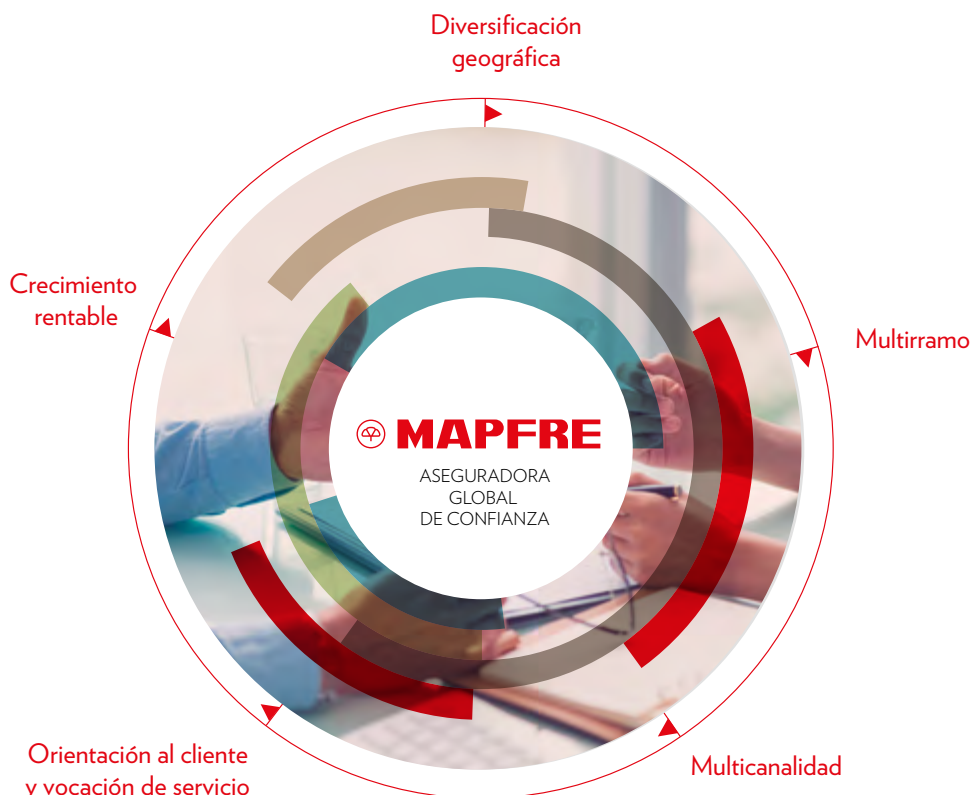 Diversificación
geográfica
Crecimiento
rentable
Multirramo
MAPFRE
ASEGURADORA
GLOBAL
DE CONFIANZA
Orientación al cliente
y vocación de servicio
Multicanalidad